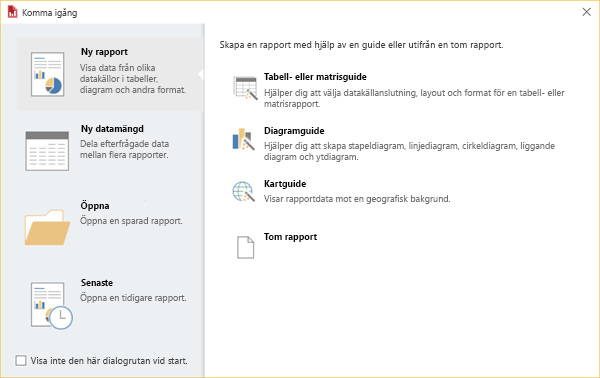 Komma igång
Ny rapport
Visa data från olika
datakällor i tabeller,
diagram och andra format.
Ny datamängd
Dela efterfrågade data
mellan flera rapporter.
Öppna
Öppna en sparad rapport.
Senaste
Öppna en tidigare rapport.
Visa inte den här dialogrutan vid start.
Skapa en rapport med hjälp av en guide eller utifrån en tom rapport.
Tabell- eller matrisguide
Hjälper dig att välja datakällanslutning, layout och format för en tabell- eller
matrisrapport.
Diagramguide
Hjälper dig att skapa stapeldiagram, linjediagram, cirkeldiagram, liggande
diagram och ytdiagram.
Kartguide
Visar rapportdata mot en geografisk bakgrund.
Tom rapport